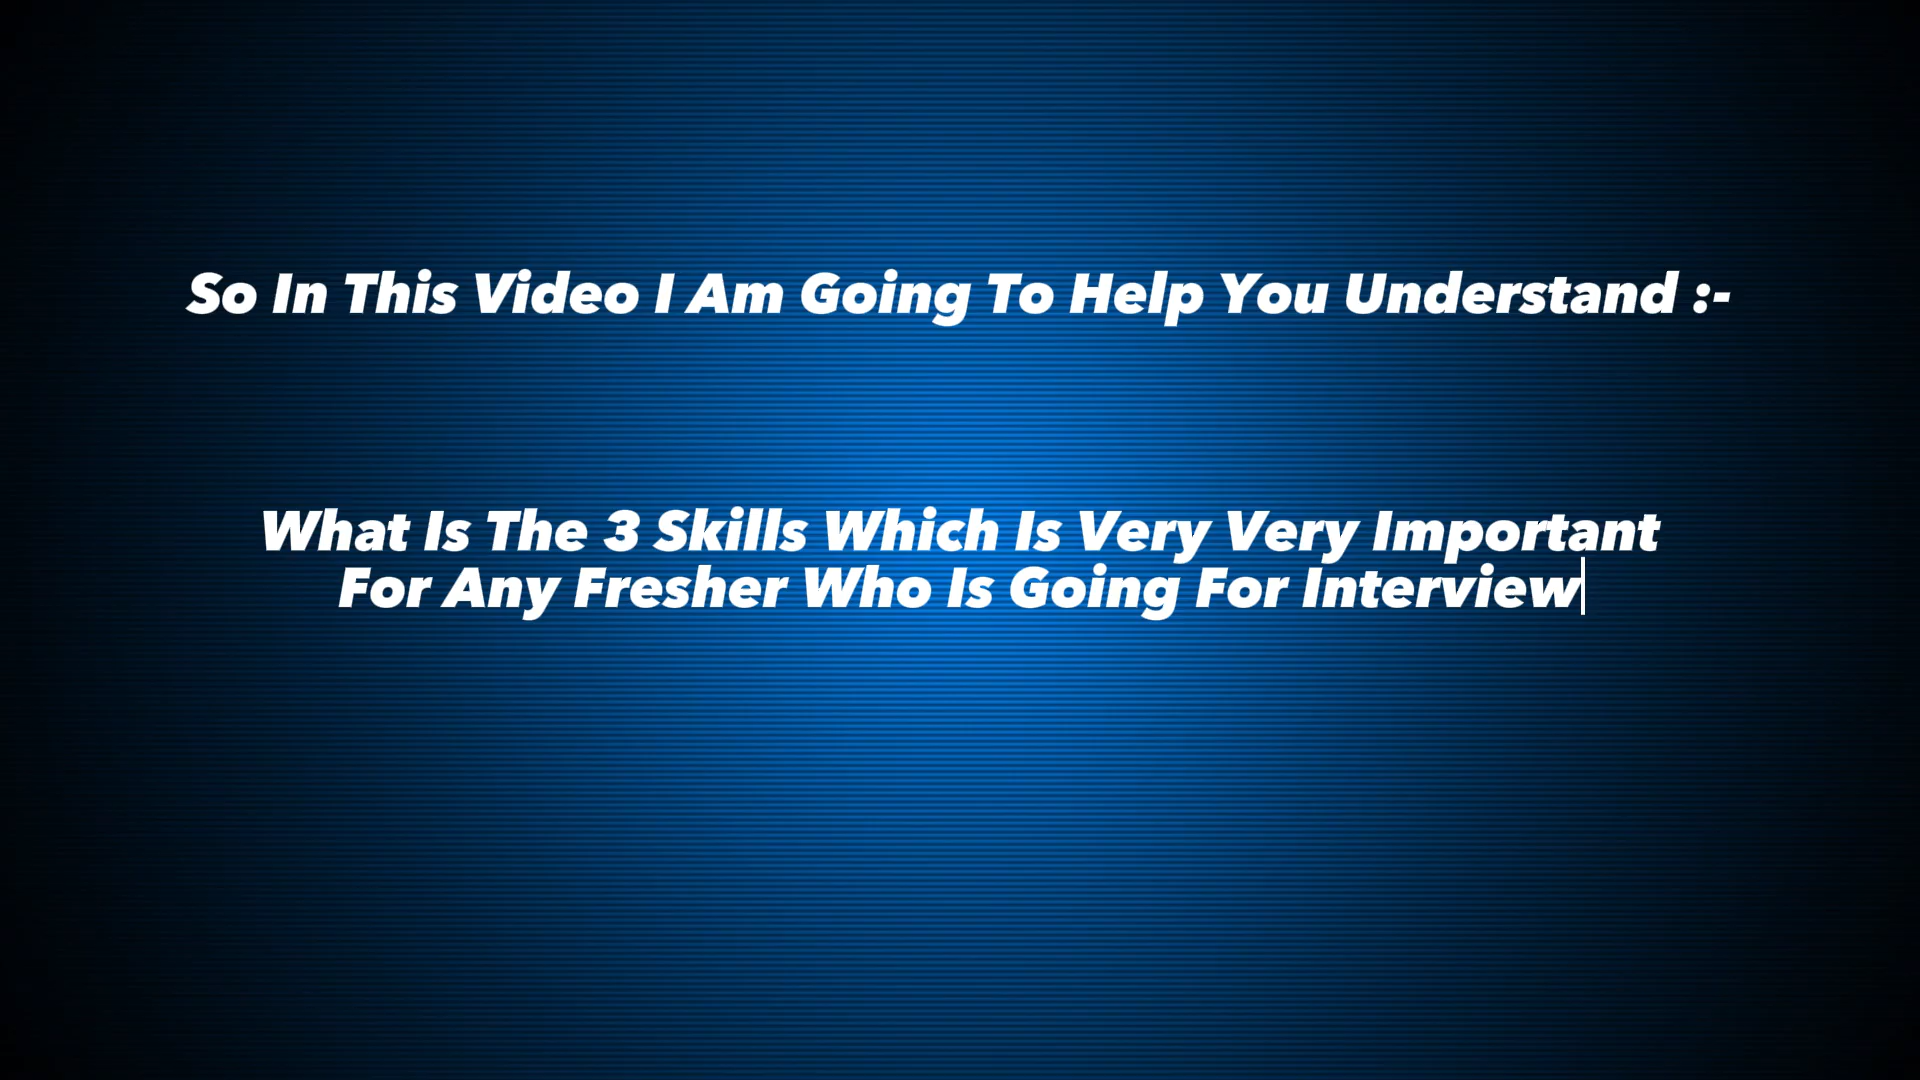 So In This Video I Am Going To Help You Understand :-
What Is The 3 Skills Which Is Very Very Important
For Any Fresher Who Is Going For Interview